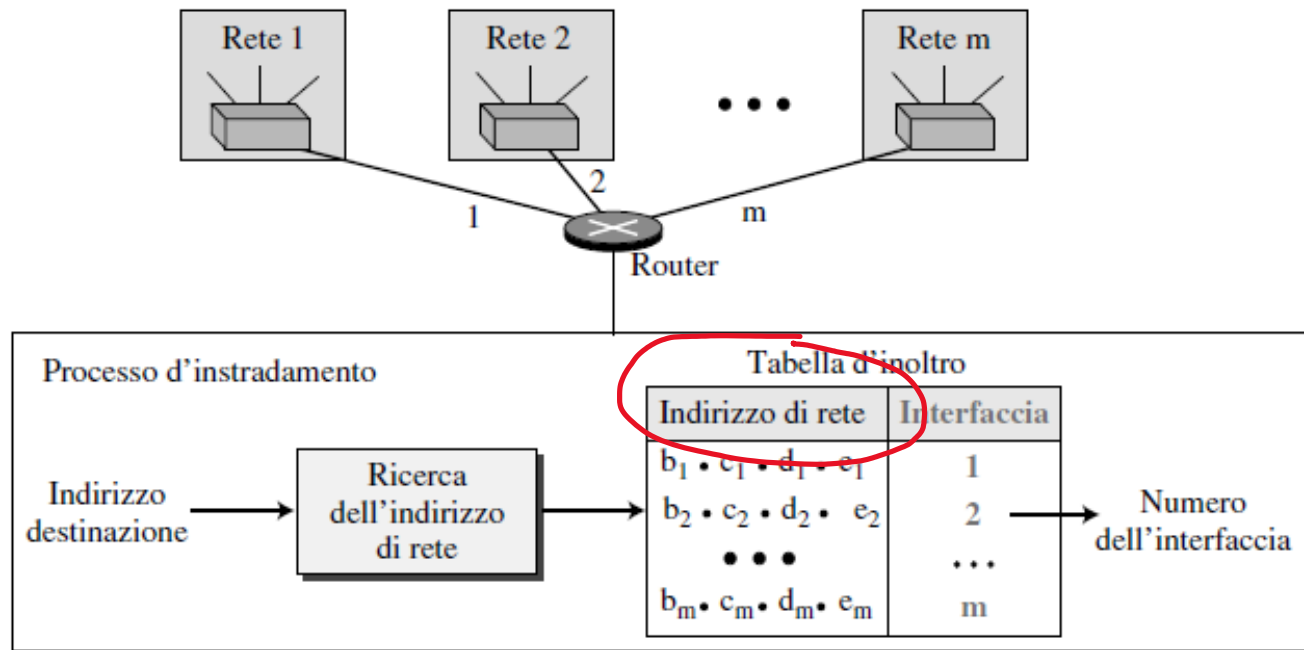 Rete 1
Rete 2
Rete m
• • •
1
2
m
Router
Processo d'instradamento
Tabella d'inoltro
Indirizzo di rete
Interfaccia
Indirizzo
destinazione
Ricerca
dell'indirizzo
di rete
b₁ • c₁ • d₁ • e₁
1
b₂ • c₂ • d₂ • e₂
2
• • •
...
bₘ • cₘ • dₘ • eₘ
m
Numero
dell'interfaccia